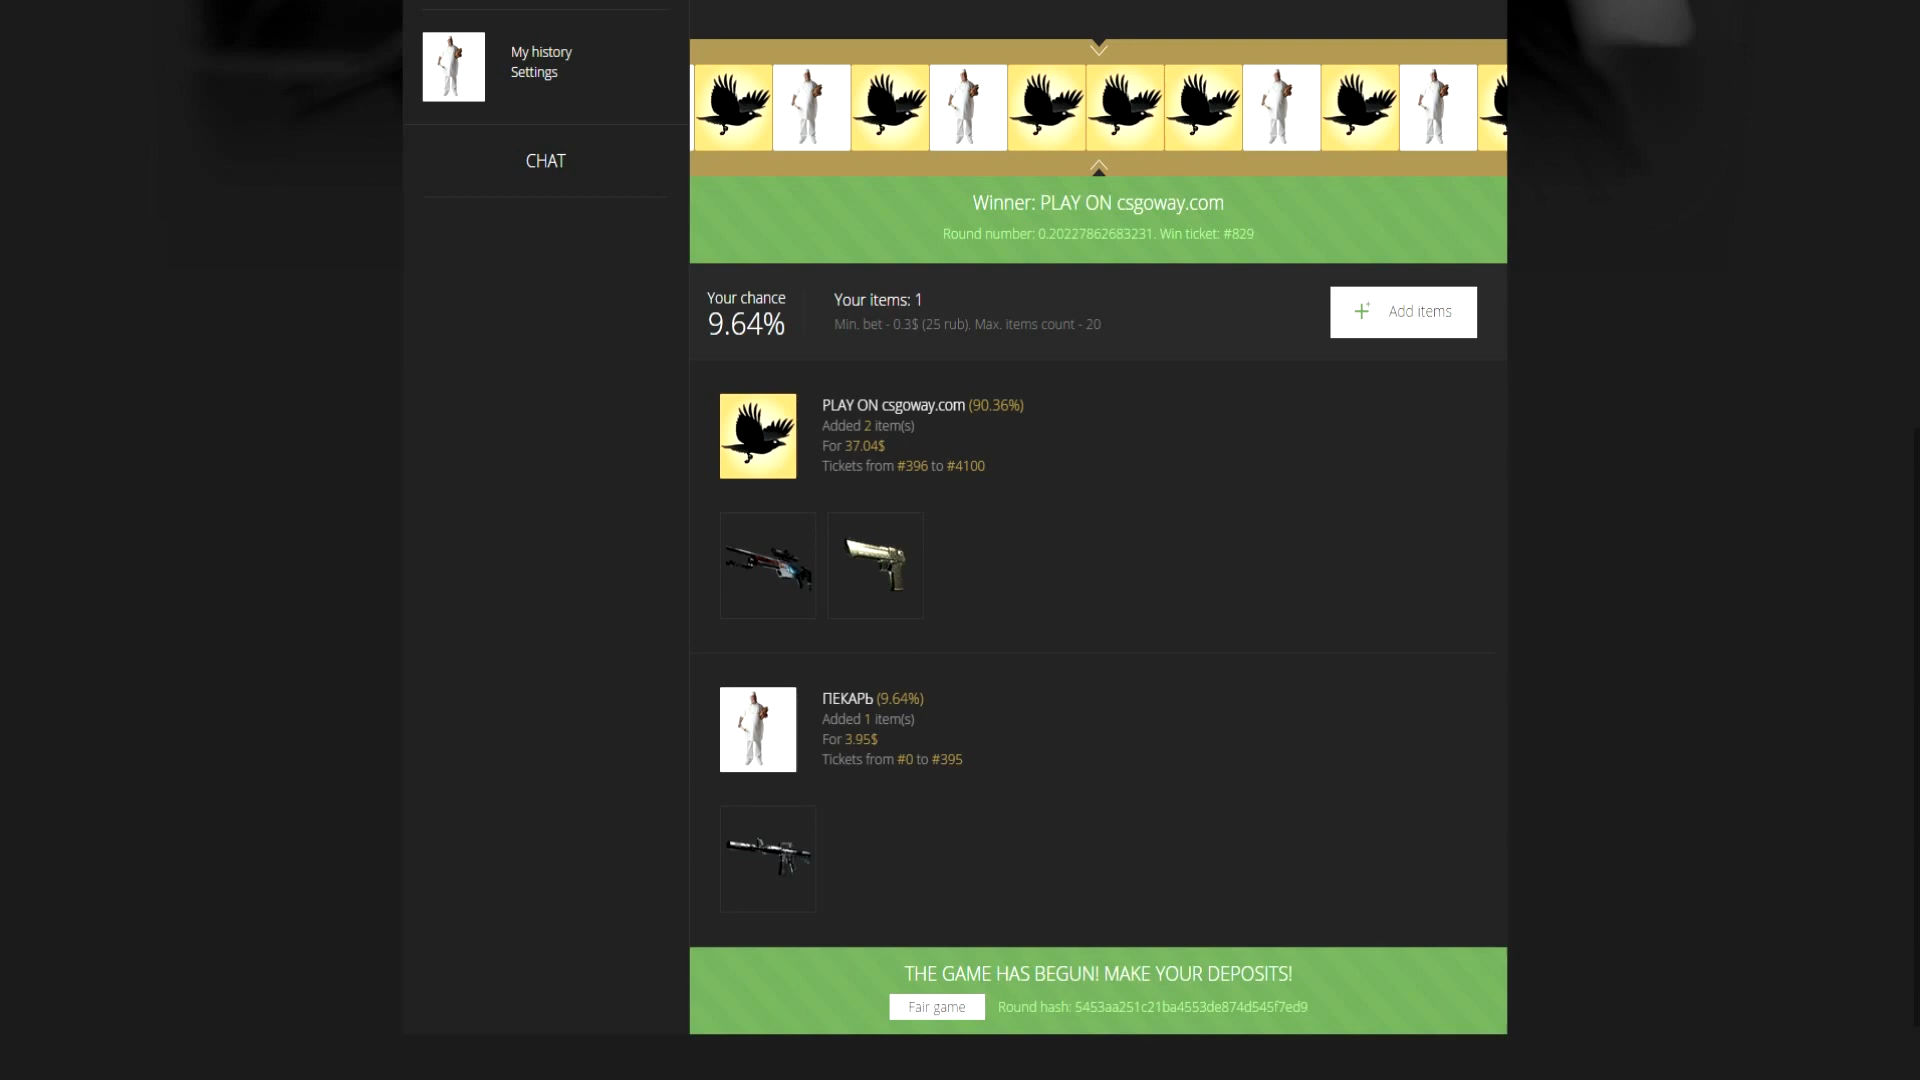 My history
Settings
CHAT
Winner: PLAY ON csgoway.com
Round number: 0.20227862683231. Win ticket: #829
Your chance
9.64%
Your items: 1
Min. bet - 0.3$ (25 rub). Max. items count - 20
Add items
PLAY ON csgoway.com (90.36%)
Added 2 item(s)
For 37.04$
Tickets from #396 to #4100
ПЕКАРЬ (9.64%)
Added 1 item(s)
For 3.95$
Tickets from #0 to #395
THE GAME HAS BEGUN! MAKE YOUR DEPOSITS!
Fair game
Round hash: 5453aa251c21ba4553de874d545f7ed9